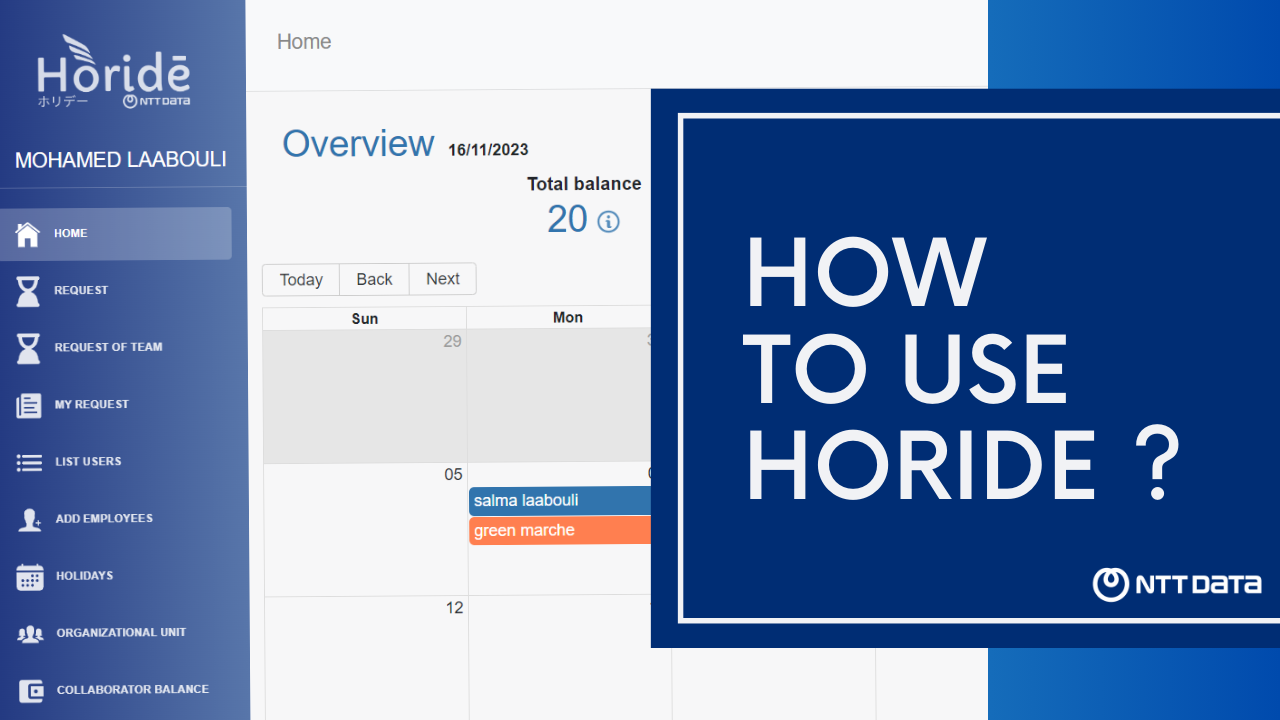 Horidē
ホリデー NTT DATA
MOHAMED LAABOULI
HOME
REQUEST
REQUEST OF TEAM
MY REQUEST
LIST USERS
ADD EMPLOYEES
HOLIDAYS
ORGANIZATIONAL UNIT
COLLABORATOR BALANCE
Home
Overview 16/11/2023
Total balance
20
Today Back Next
Sun Mon
29
05
salma laabouli
green marche
12
HOW
TO USE
HORIDE ?
NTT DATA